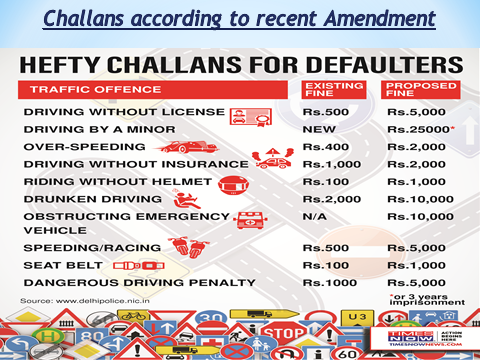 Challans according to recent Amendment
HEFTY CHALLANS FOR DEFAULTERS
TRAFFIC OFFENCE EXISTING FINE PROPOSED FINE
DRIVING WITHOUT LICENSE Rs.500 Rs.5,000
DRIVING BY A MINOR NEW Rs.25000*
OVER-SPEEDING Rs.400 Rs.2,000
DRIVING WITHOUT INSURANCE Rs.1,000 Rs.2,000
RIDING WITHOUT HELMET Rs.100 Rs.1,000
DRUNKEN DRIVING Rs.2,000 Rs.10,000
OBSTRUCTING EMERGENCY VEHICLE N/A Rs.10,000
SPEEDING/RACING Rs.500 Rs.5,000
SEAT BELT Rs.100 Rs.1,000
DANGEROUS DRIVING PENALTY Rs.1000 Rs.5,000
*or 3 years imprisonment
Source: www.delhipolice.nic.in
U3
H
STOP
TIMES NOW
ACTION BEGINS HERE
TIMESNOWNEWS.COM